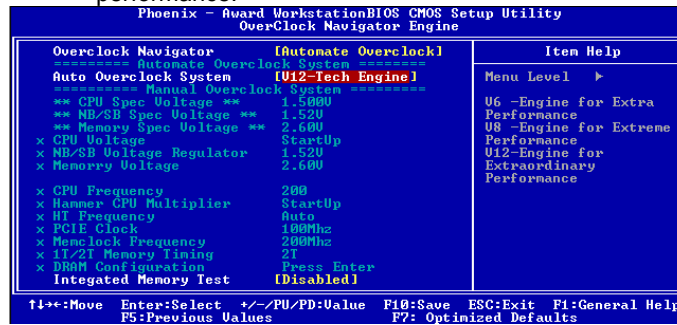 performance.
Phoenix - Award WorkstationBIOS CMOS Setup Utility
OverClock Navigator Engine
Overclock Navigator [Automate Overclock]
========= Automate Overclock System ========
Auto Overclock System [V12-Tech Engine]
========== Manual Overclock System =========
** CPU Spec Voltage ** 1.500V
** NB/SB Spec Voltage ** 1.52V
** Memory Spec Voltage ** 2.60V
x CPU Voltage StartUp
x NB/SB Voltage Regulator 1.52V
x Memorry Voltage 2.60V
x CPU Frequency 200
x Hammer CPU Multiplier StartUp
x HT Frequency Auto
x PCIE Clock 100Mhz
x Memclock Frequency 200Mhz
x 1T/2T Memory Timing 2T
x DRAM Configuration Press Enter
Integated Memory Test [Disabled]
Item Help
Menu Level ▶
V6 -Engine for Extra
Performance
V8 -Engine for Extreme
Performance
V12-Engine for
Extraordinary
Performance
↑↓→←:Move Enter:Select +/-/PU/PD:Value F10:Save ESC:Exit F1:General Help
F5:Previous Values F7: Optimized Defaults